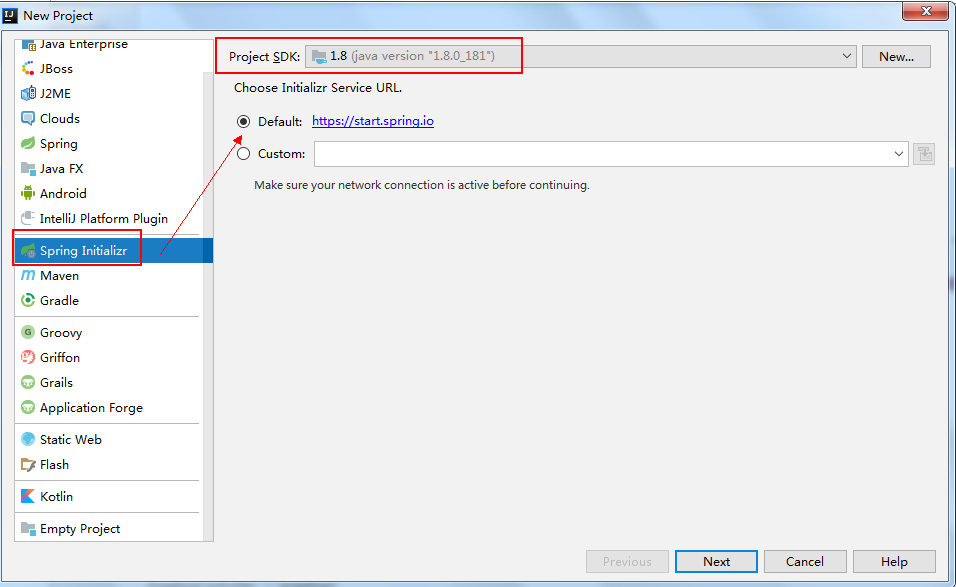 New Project
Java Enterprise
JBoss
J2ME
Clouds
Spring
Java FX
Android
IntelliJ Platform Plugin
Spring Initializr
Maven
Gradle
Groovy
Griffon
Grails
Application Forge
Static Web
Flash
Kotlin
Empty Project
Project SDK: 1.8 (java version "1.8.0_181") New...
Choose Initializr Service URL.
Default: https://start.spring.io
Custom:
Make sure your network connection is active before continuing.
Previous Next Cancel Help